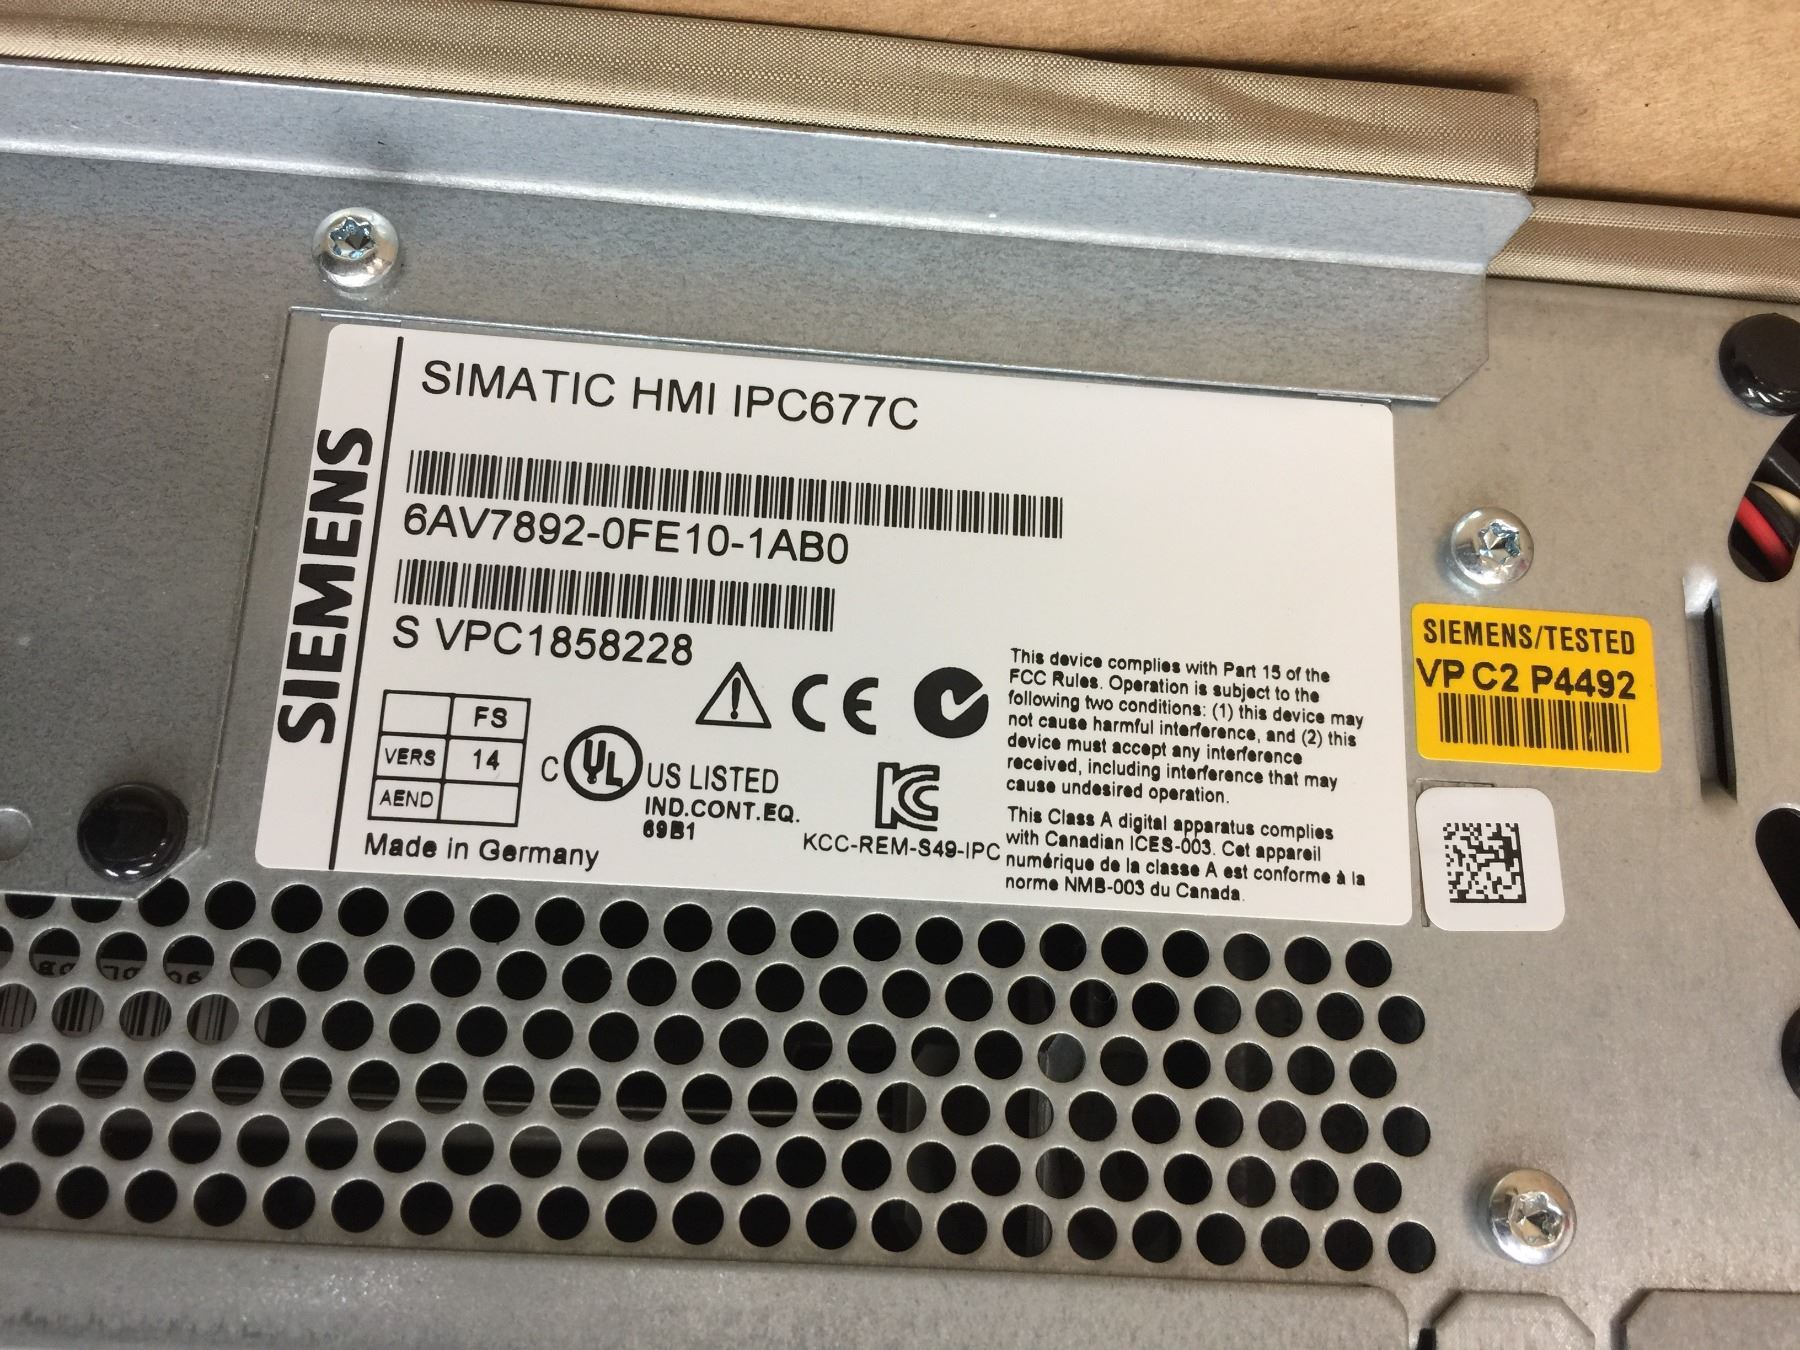 SIEMENS
SIMATIC HMI IPC677C
6AV7892-0FE10-1AB0
S VPC1858228
FS
VERS 14
AEND
Made in Germany
C UL US LISTED
IND.CONT.EQ.
69B1
CE
KCC-REM-S49-IPC
This device complies with Part 15 of the
FCC Rules. Operation is subject to the
following two conditions: (1) this device may
not cause harmful interference, and (2) this
device must accept any interference
received, including interference that may
cause undesired operation.
This Class A digital apparatus complies
with Canadian ICES-003. Cet appareil
numérique de la classe A est conforme à la
norme NMB-003 du Canada.
SIEMENS/TESTED
VP C2 P4492